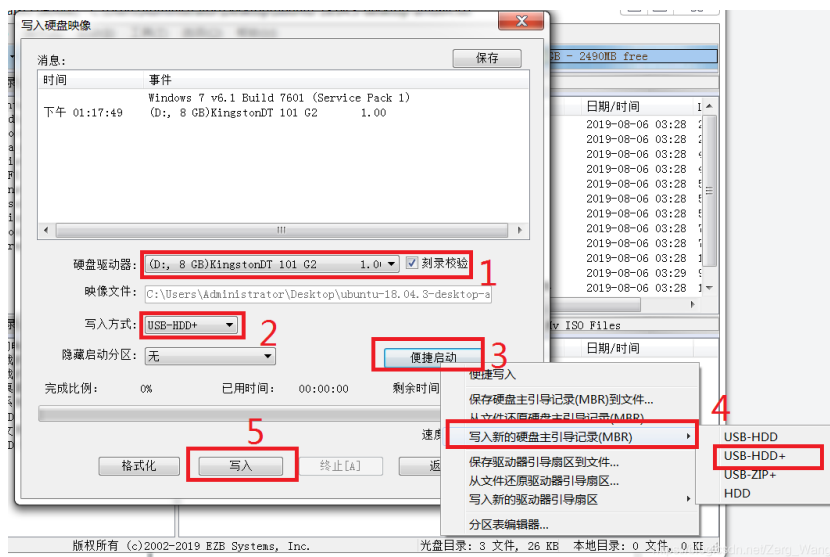 写入硬盘映像
GB - 2490MB free
消息:
保存
时间 事件
Windows 7 v6.1 Build 7601 (Service Pack 1)
下午 01:17:49 (D:, 8 GB)KingstonDT 101 G2 1.00
日期/时间
2019-08-06 03:28
2019-08-06 03:28
2019-08-06 03:28
2019-08-06 03:28
2019-08-06 03:28
2019-08-06 03:28
2019-08-06 03:28
2019-08-06 03:28
2019-08-06 03:28
2019-08-06 03:28
2019-08-06 03:29
2019-08-06 03:28
硬盘驱动器: (D:, 8 GB)KingstonDT 101 G2 1.0 刻录校验
1
映像文件: C:\Users\Administrator\Desktop\ubuntu-18.04.3-desktop-a
写入方式: USB-HDD+
2
My ISO Files
隐藏启动分区: 无
便捷启动
3
日期/时间
完成比例: 0% 已用时间: 00:00:00 剩余时间
速度
5
格式化 写入 终止[A] 返
便捷写入
保存硬盘主引导记录(MBR)到文件...
从文件还原硬盘主引导记录(MBR)
写入新的硬盘主引导记录(MBR)
4
保存驱动器引导扇区到文件...
从文件还原驱动器引导扇区...
写入新的驱动器引导扇区
分区表编辑器...
USB-HDD
USB-HDD+
USB-ZIP+
HDD
版权所有 (c)2002-2019 EZB Systems, Inc. 光盘目录: 3 文件, 26 KB 本地目录: 0 文件, 0 KB